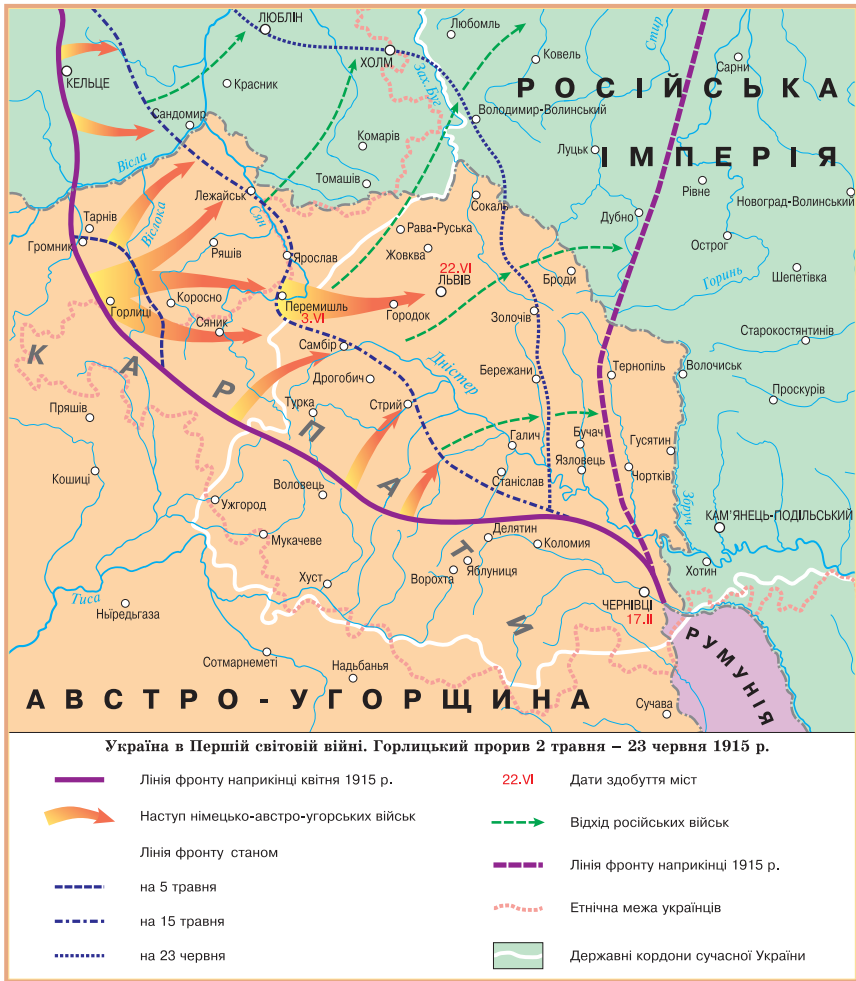 ЛЮБЛІН
Любомль
Стир
ХОЛМ
Ковель
Сарни
КЕЛЬЦЕ
Красник
Зах. Буг
РОСІЙСЬКА
Сандомир
Володимир-Волинський
Комарів
Луцьк
ІМПЕРІЯ
Вісла
Томашів
Рівне
Новоград-Волинський
Лежайськ
Сокаль
Тарнів
Віслока
Сян
Дубно
Громник
Ряшів
Рава-Руська
Острог
Ярослав
Жовква
22.VI
ЛЬВІВ
Броди
Горинь
Шепетівка
Горлиці
Коросно
Перемишль
3.VI
Городок
Золочів
Сяник
Старокостянтинів
Самбір
Дністер
КАРПАТИ
Дрогобич
Бережани
Тернопіль
Волочиськ
Турка
Стрий
Проскурів
Пряшів
Галич
Бучач
Гусятин
Кошиці
Воловець
Станіслав
Язловець
Чортків
Збруч
Ужгород
КАМ’ЯНЕЦЬ-ПОДІЛЬСЬКИЙ
Мукачеве
Делятин
Коломия
Хотин
Хуст
Ворохта
Яблуниця
Тиса
Ньїредьгаза
ЧЕРНІВЦІ
17.II
Сотмарнеметі
Надьбанья
РУМУНІЯ
АВСТРО-УГОРЩИНА
Сучава
Україна в Першій світовій війні. Горлицький прорив 2 травня – 23 червня 1915 р.
Лінія фронту наприкінці квітня 1915 р.
Наступ німецько-австро-угорських військ
Лінія фронту станом
на 5 травня
на 15 травня
на 23 червня
22.VI Дати здобуття міст
Відхід російських військ
Лінія фронту наприкінці 1915 р.
Етнічна межа українців
Державні кордони сучасної України